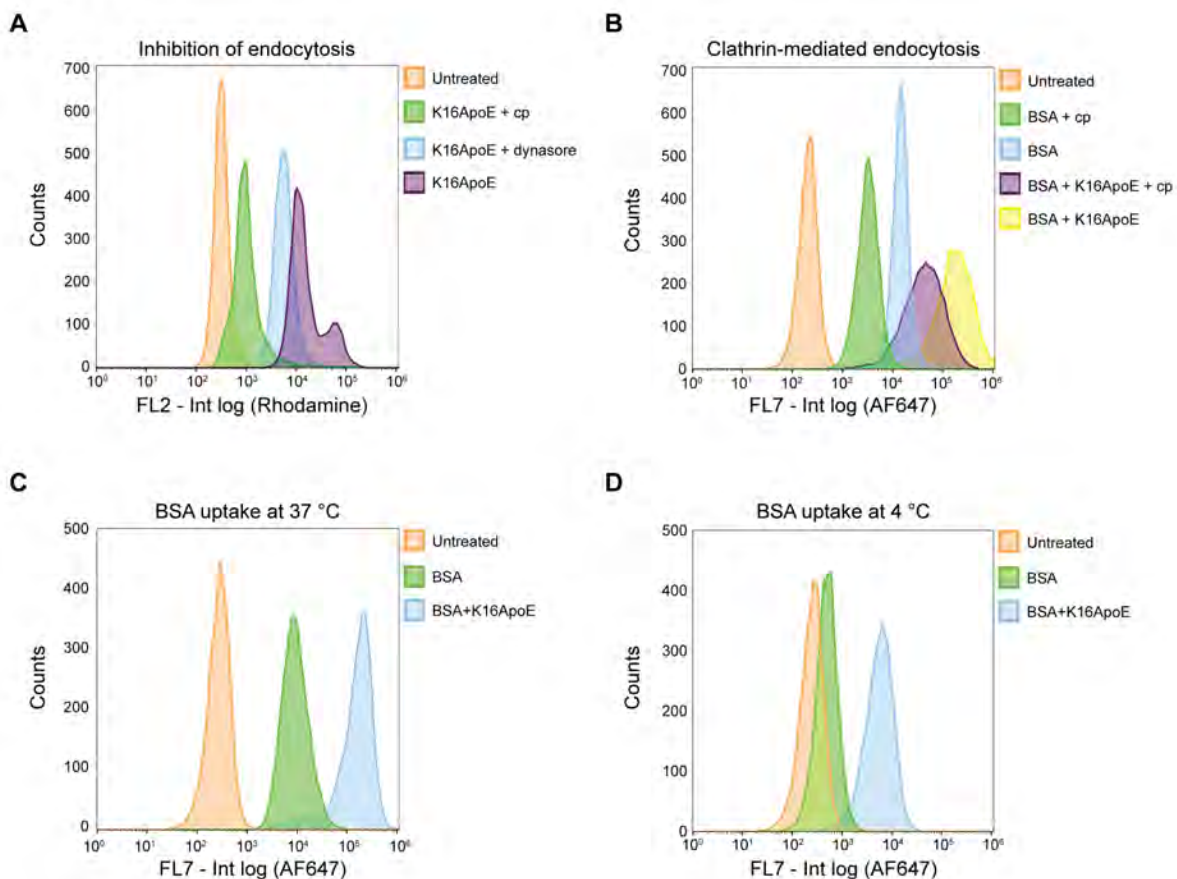 A
Inhibition of endocytosis
700
600
500
400
300
200
100
0
Counts
10⁰ 10¹ 10² 10³ 10⁴ 10⁵ 10⁶
FL2 - Int log (Rhodamine)
Untreated
K16ApoE + cp
K16ApoE + dynasore
K16ApoE
B
Clathrin-mediated endocytosis
700
600
500
400
300
200
100
0
Counts
10⁰ 10¹ 10² 10³ 10⁴ 10⁵ 10⁶
FL7 - Int log (AF647)
Untreated
BSA + cp
BSA
BSA + K16ApoE + cp
BSA + K16ApoE
C
BSA uptake at 37 °C
500
400
300
200
100
0
Counts
10⁰ 10¹ 10² 10³ 10⁴ 10⁵ 10⁶
FL7 - Int log (AF647)
Untreated
BSA
BSA+K16ApoE
D
BSA uptake at 4 °C
500
400
300
200
100
0
Counts
10⁰ 10¹ 10² 10³ 10⁴ 10⁵ 10⁶
FL7 - Int log (AF647)
Untreated
BSA
BSA+K16ApoE